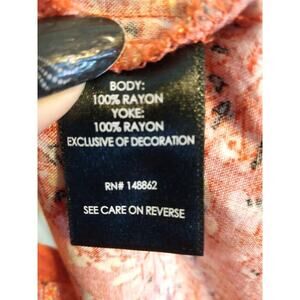 BODY:
100% RAYON
YOKE:
100% RAYON
EXCLUSIVE OF DECORATION
RN# 148862
SEE CARE ON REVERSE